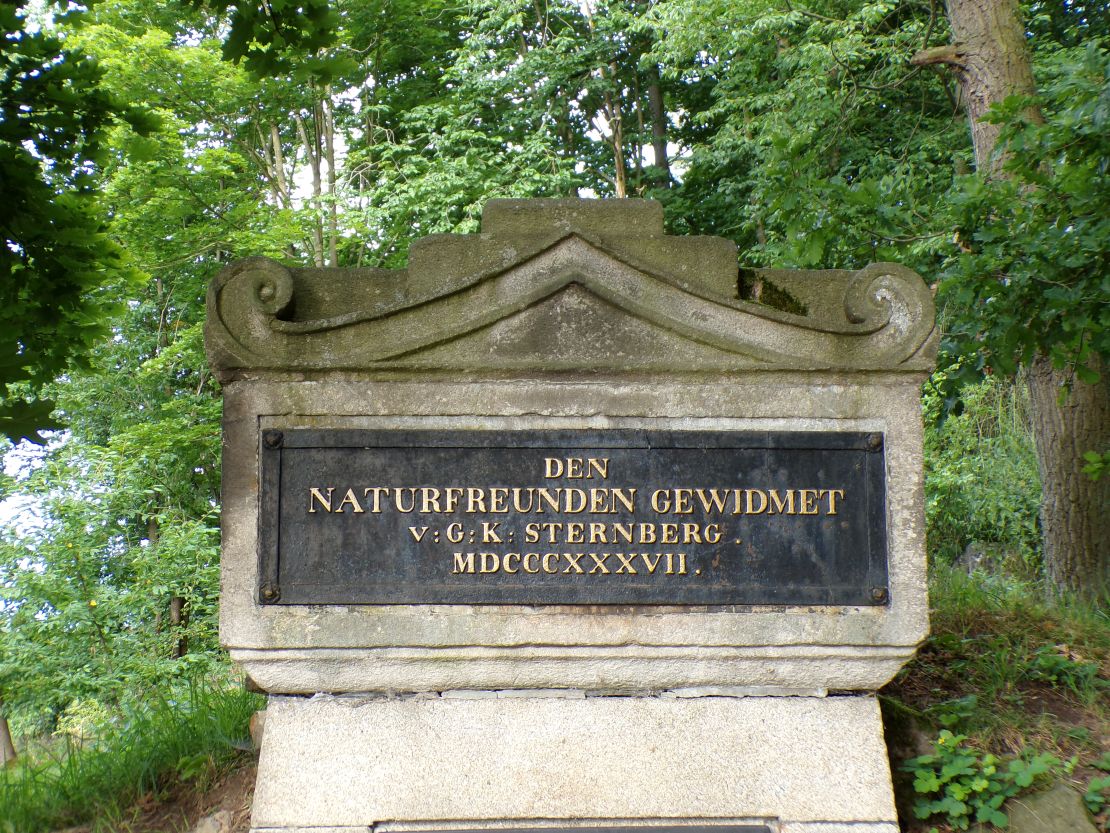 DEN
NATURFREUNDEN GEWIDMET
v: G: K: STERNBERG .
MDCCCXXXVII.